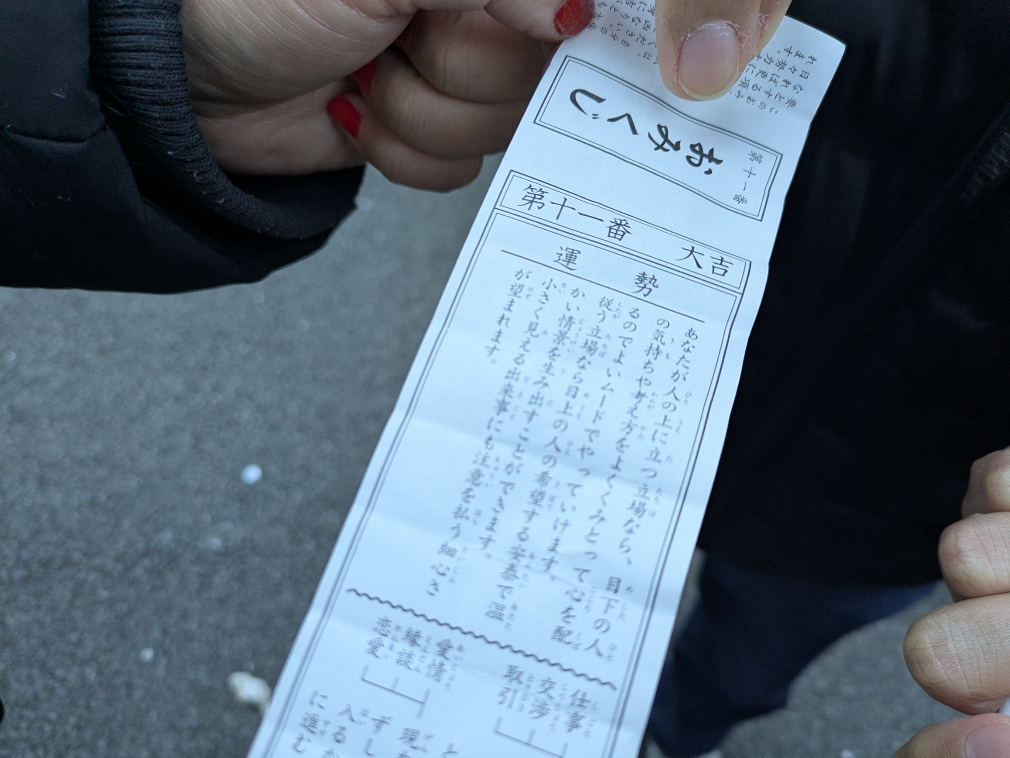 おみくじ
第十一番
第十一番 大吉
運勢
あなたが人の上に立つ立場なら、目下の人
の気持ちや考え方をよくくみとって心を配
るのでよいムードでやっていけます。
従う立場なら目上の人の希望する安泰で温
かい情景を生み出すことができます。
小さく見える出来事にも注意を払う細心さ
が望まれます。
仕事
交渉
取引
愛情
縁談
恋愛